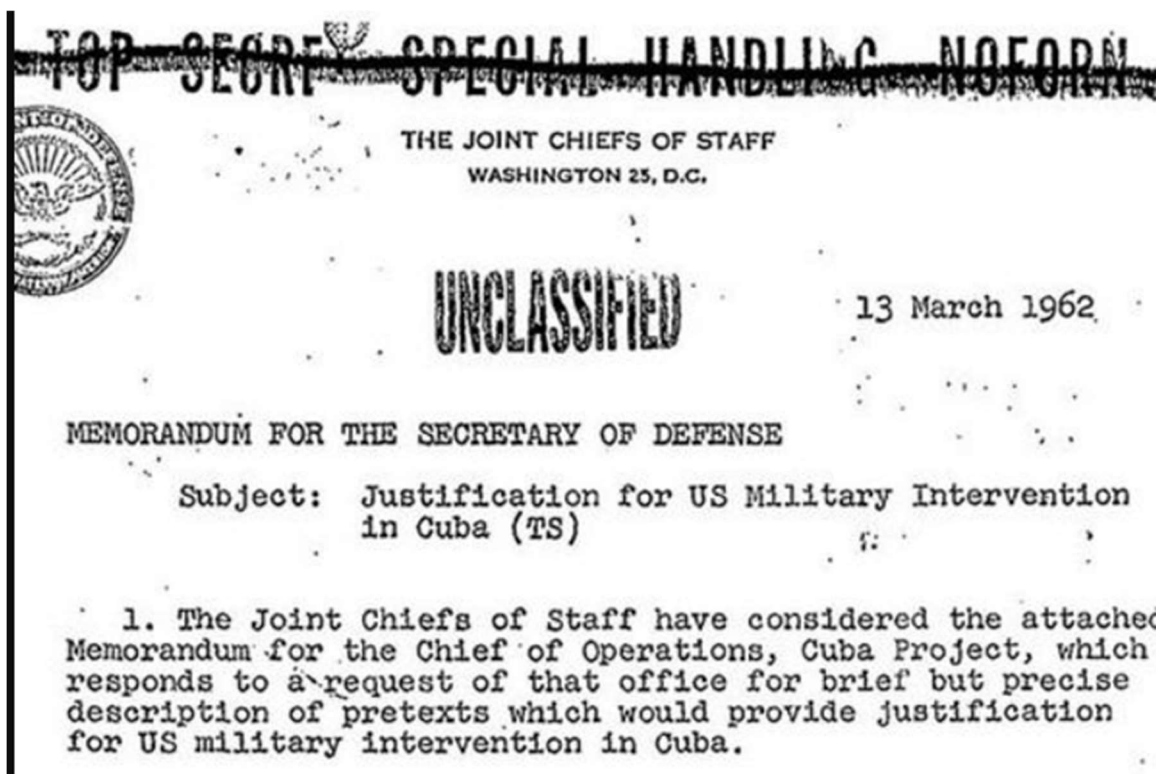 TOP SECRET SPECIAL HANDLING NOFORN
THE JOINT CHIEFS OF STAFF
WASHINGTON 25, D.C.
UNCLASSIFIED
13 March 1962
MEMORANDUM FOR THE SECRETARY OF DEFENSE
Subject: Justification for US Military Intervention
in Cuba (TS)
1. The Joint Chiefs of Staff have considered the attached
Memorandum for the Chief of Operations, Cuba Project, which
responds to a request of that office for brief but precise
description of pretexts which would provide justification
for US military intervention in Cuba.